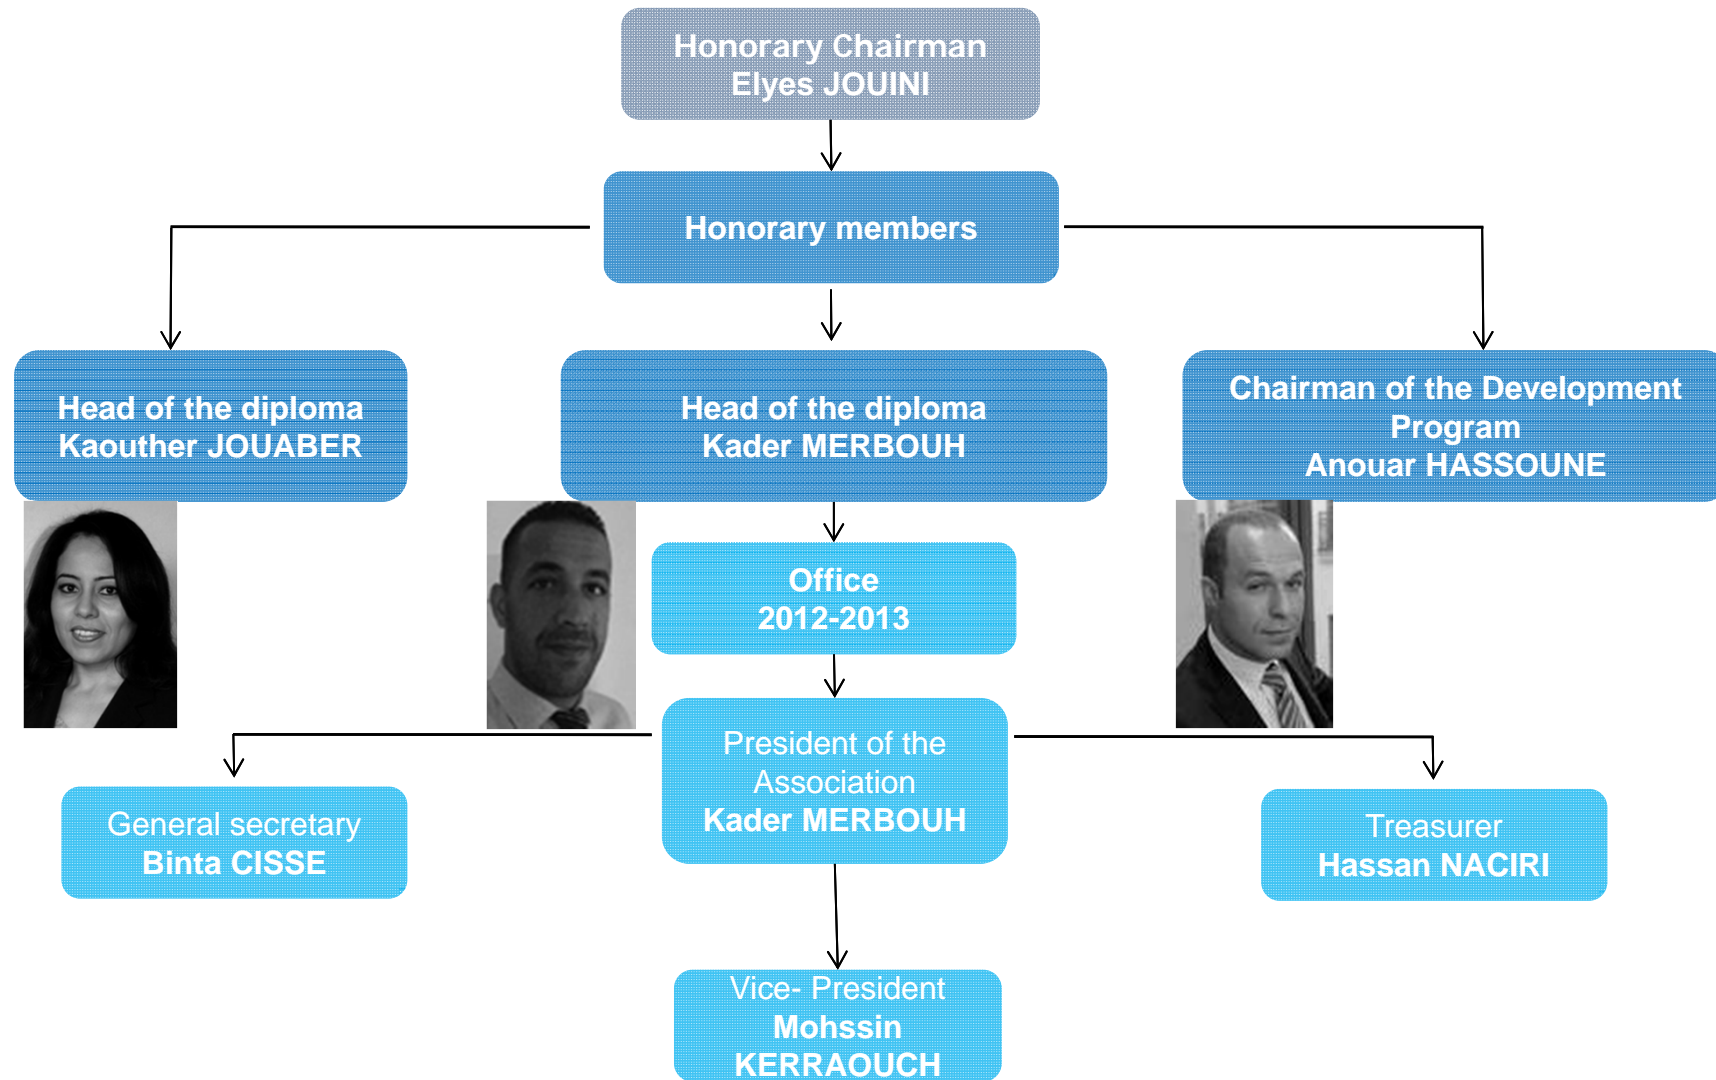 Honorary Chairman
Elyes JOUINI
Honorary members
Head of the diploma
Kaouther JOUABER
Head of the diploma
Kader MERBOUH
Chairman of the Development
Program
Anouar HASSOUNE
Office
2012-2013
President of the
Association
Kader MERBOUH
General secretary
Binta CISSE
Treasurer
Hassan NACIRI
Vice- President
Mohssin
KERRAOUCH